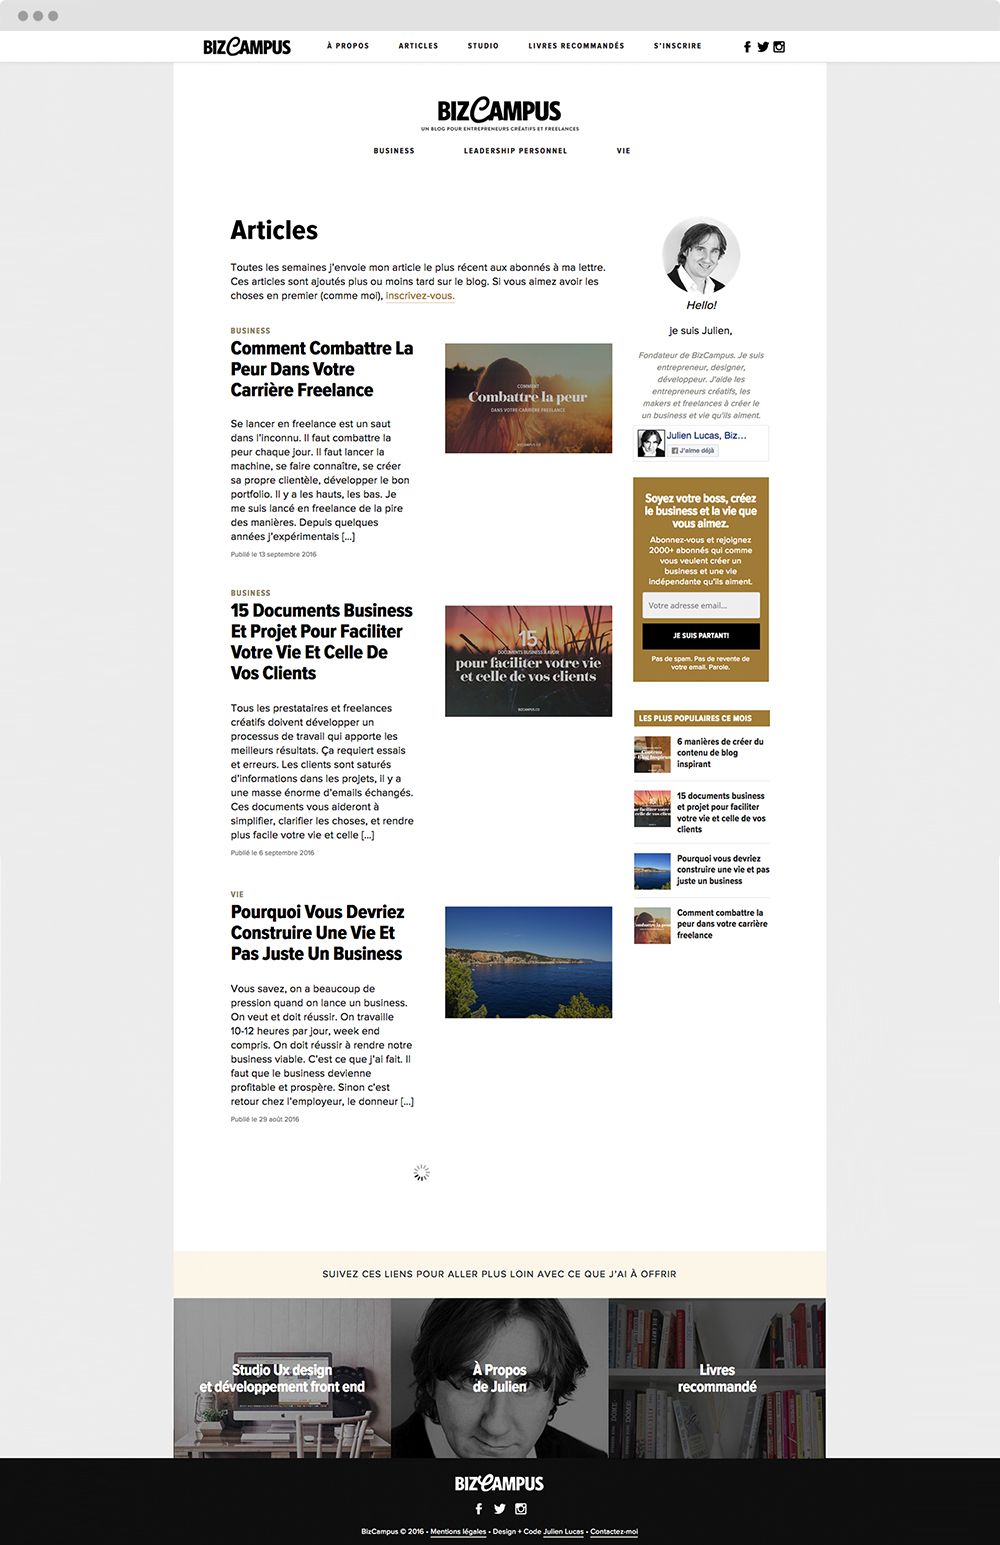 BIZCAMPUS
À PROPOS
ARTICLES
STUDIO
LIVRES RECOMMANDÉS
S'INSCRIRE
BIZCAMPUS
UN BLOG POUR ENTREPRENEURS CRÉATIFS ET FREELANCES
BUSINESS
LEADERSHIP PERSONNEL
VIE
Articles
Toutes les semaines j'envoie mon article le plus récent aux abonnés à ma lettre.
Ces articles sont ajoutés plus ou moins tard sur le blog. Si vous aimez avoir les
choses en premier (comme moi), inscrivez-vous.
BUSINESS
Comment Combattre La
Peur Dans Votre
Carrière Freelance
Se lancer en freelance est un saut
dans l'inconnu. Il faut combattre la
peur chaque jour. Il faut lancer la
machine, se faire connaître, se créer
sa propre clientèle, développer le bon
portfolio. Il y a les hauts, les bas. Je
me suis lancé en freelance de la pire
des manières. Depuis quelques
années j'expérimentais [...]
Publié le 13 septembre 2016
COMMENT
Combattre la peur
DANS VOTRE CARRIÈRE FREELANCE
BIZCAMPUS.CO
BUSINESS
15 Documents Business
Et Projet Pour Faciliter
Votre Vie Et Celle De
Vos Clients
Tous les prestataires et freelances
créatifs doivent développer un
processus de travail qui apporte les
meilleurs résultats. Ça requiert essais
et erreurs. Les clients sont saturés
d'informations dans les projets, il y a
une masse énorme d'emails échangés.
Ces documents vous aideront à
simplifier, clarifier les choses, et rendre
plus facile votre vie et celle [...]
Publié le 6 septembre 2016
15
DOCUMENTS BUSINESS À AVOIR
pour faciliter votre vie
et celle de vos clients
BIZCAMPUS.CO
VIE
Pourquoi Vous Devriez
Construire Une Vie Et
Pas Juste Un Business
Vous savez, on a beaucoup de
pression quand on lance un business.
On veut et doit réussir. On travaille
10-12 heures par jour, week end
compris. On doit réussir à rendre notre
business viable. C'est ce que j'ai fait. Il
faut que le business devienne
profitable et prospère. Sinon c'est
retour chez l'employeur, le donneur [...]
Publié le 29 août 2016
Hello!
je suis Julien,
Fondateur de BizCampus. Je suis
entrepreneur, designer,
développeur. J'aide les
entrepreneurs créatifs, les
makers et freelances à créer le
un business et vie qu'ils aiment.
Julien Lucas, Biz...
J'aime déjà
Soyez votre boss, créez
le business et la vie que
vous aimez.
Abonnez-vous et rejoignez
2000+ abonnés qui comme
vous veulent créer un
business et une vie
indépendante qu'ils aiment.
Votre adresse email...
JE SUIS PARTANT!
Pas de spam. Pas de revente de
votre email. Parole.
LES PLUS POPULAIRES CE MOIS
6 manières de créer du
contenu de blog
inspirant
15 documents business
et projet pour faciliter
votre vie et celle de vos
clients
Pourquoi vous devriez
construire une vie et pas
juste un business
Comment combattre la
peur dans votre carrière
freelance
SUIVEZ CES LIENS POUR ALLER PLUS LOIN AVEC CE QUE J'AI À OFFRIR
Studio Ux design
et développement front end
À Propos
de Julien
Livres
recommandé
BIZCAMPUS
BizCampus © 2016 • Mentions légales • Design + Code Julien Lucas • Contactez-moi